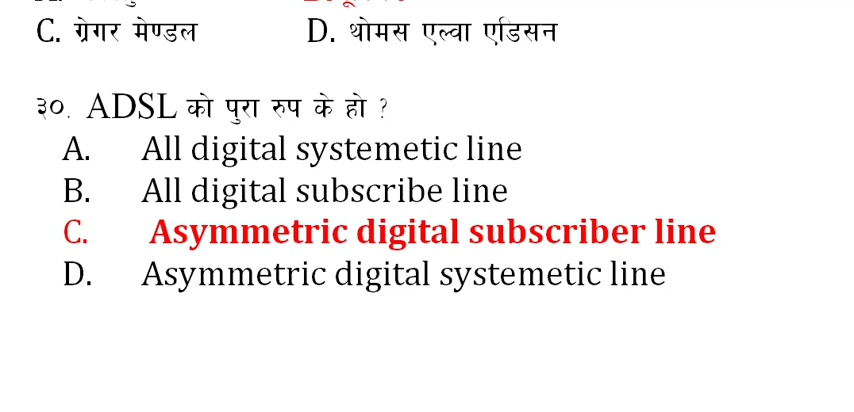 C. ग्रेगर मेण्डल D. थोमस एल्वा एडिसन
३०. ADSL को पुरा रुप के हो ?
A. All digital systemetic line
B. All digital subscribe line
C. Asymmetric digital subscriber line
D. Asymmetric digital systemetic line